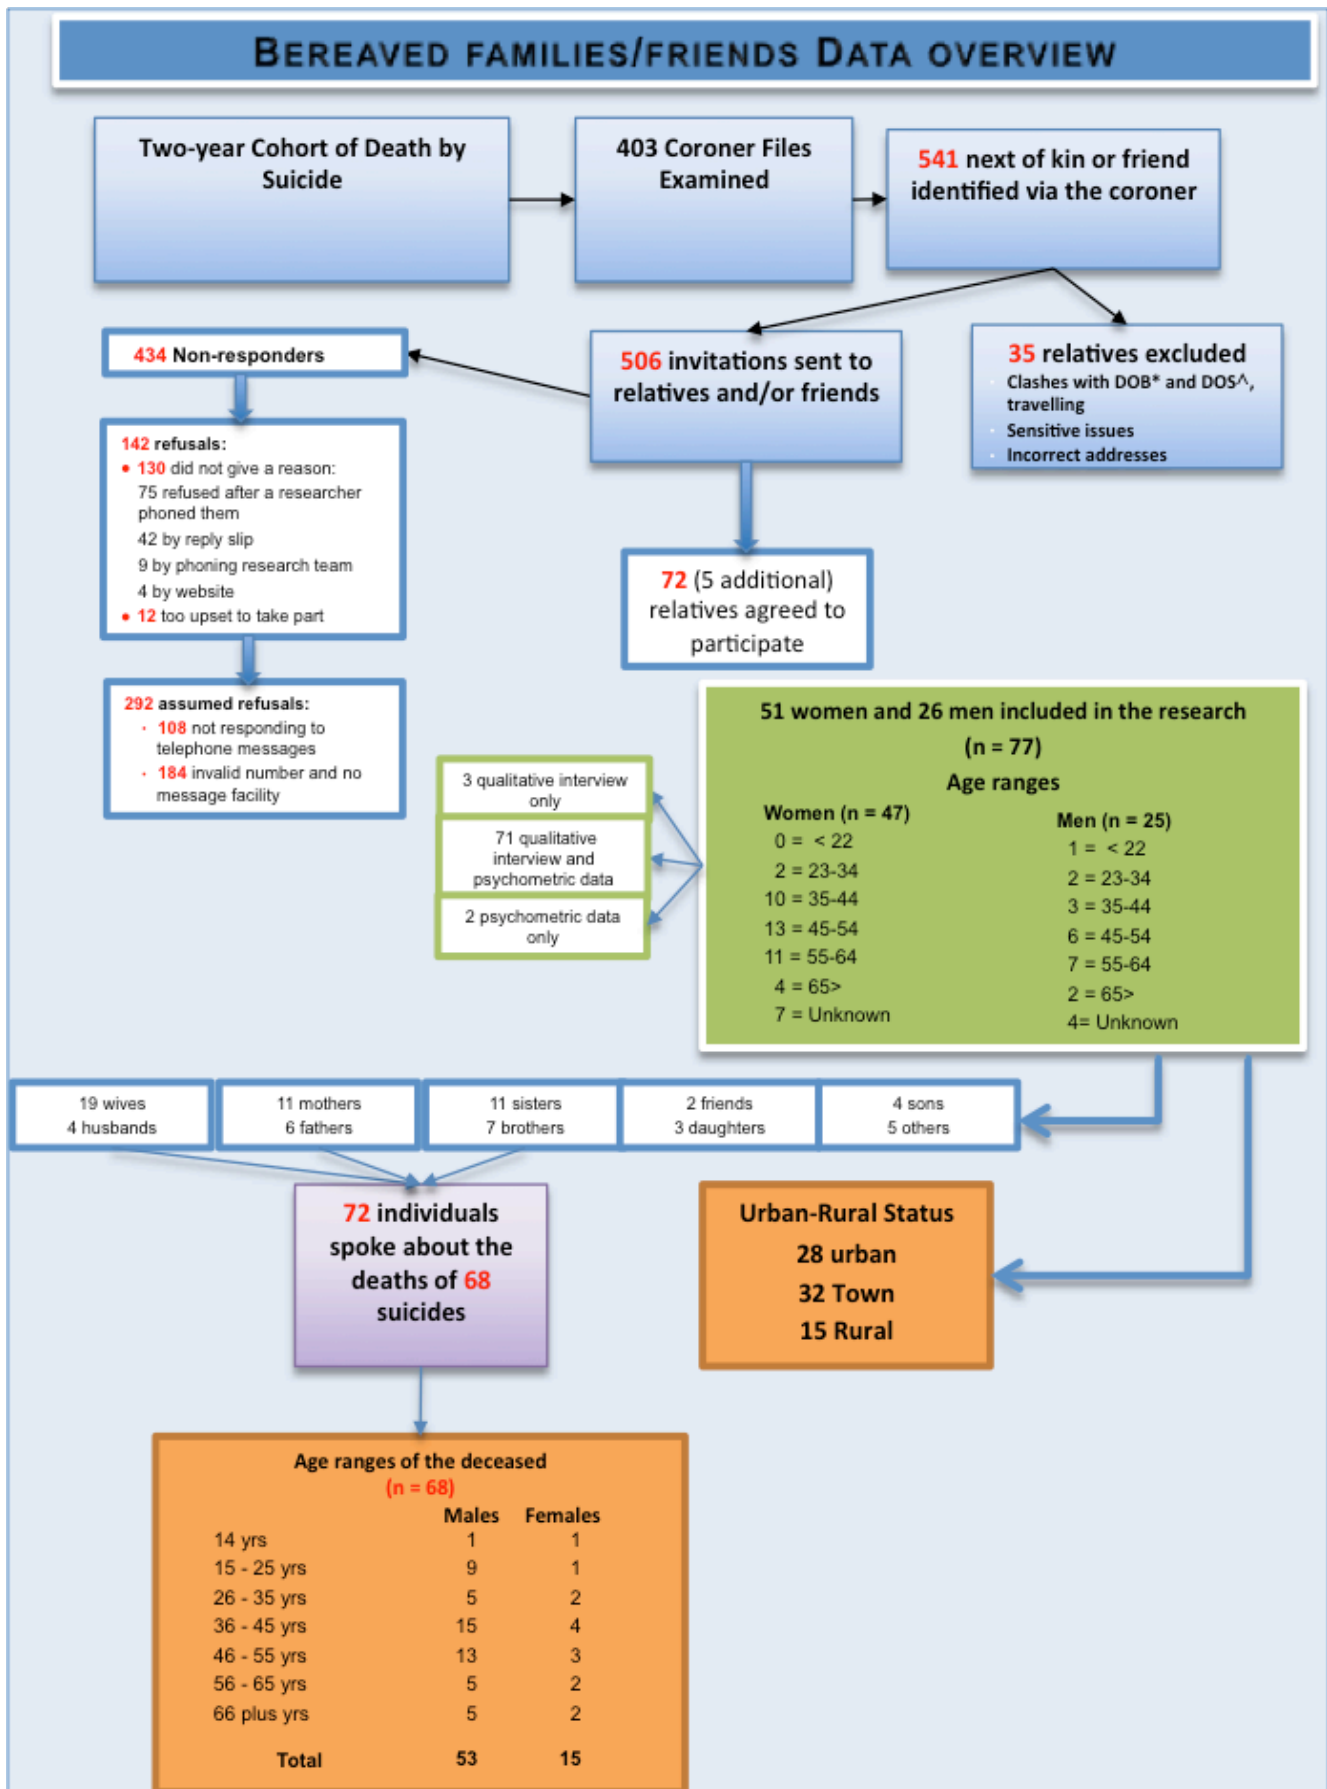 BEREAVED FAMILIES/FRIENDS DATA OVERVIEW
Two-year Cohort of Death by
Suicide
403 Coroner Files
Examined
541 next of kin or friend
identified via the coroner
434 Non-responders
506 invitations sent to
relatives and/or friends
35 relatives excluded
· Clashes with DOB* and DOS^,
travelling
· Sensitive issues
· Incorrect addresses
142 refusals:
• 130 did not give a reason:
75 refused after a researcher
phoned them
42 by reply slip
9 by phoning research team
4 by website
• 12 too upset to take part
72 (5 additional)
relatives agreed to
participate
292 assumed refusals:
· 108 not responding to
telephone messages
· 184 invalid number and no
message facility
51 women and 26 men included in the research
(n = 77)
Age ranges
Women (n = 47)
0 = < 22
2 = 23-34
10 = 35-44
13 = 45-54
11 = 55-64
4 = 65>
7 = Unknown
Men (n = 25)
1 = < 22
2 = 23-34
3 = 35-44
6 = 45-54
7 = 55-64
2 = 65>
4= Unknown
3 qualitative interview
only
71 qualitative
interview and
psychometric data
2 psychometric data
only
19 wives
4 husbands
11 mothers
6 fathers
11 sisters
7 brothers
2 friends
3 daughters
4 sons
5 others
72 individuals
spoke about the
deaths of 68
suicides
Urban-Rural Status
28 urban
32 Town
15 Rural
Age ranges of the deceased
(n = 68)
Males Females
14 yrs 1 1
15 - 25 yrs 9 1
26 - 35 yrs 5 2
36 - 45 yrs 15 4
46 - 55 yrs 13 3
56 - 65 yrs 5 2
66 plus yrs 5 2
Total 53 15